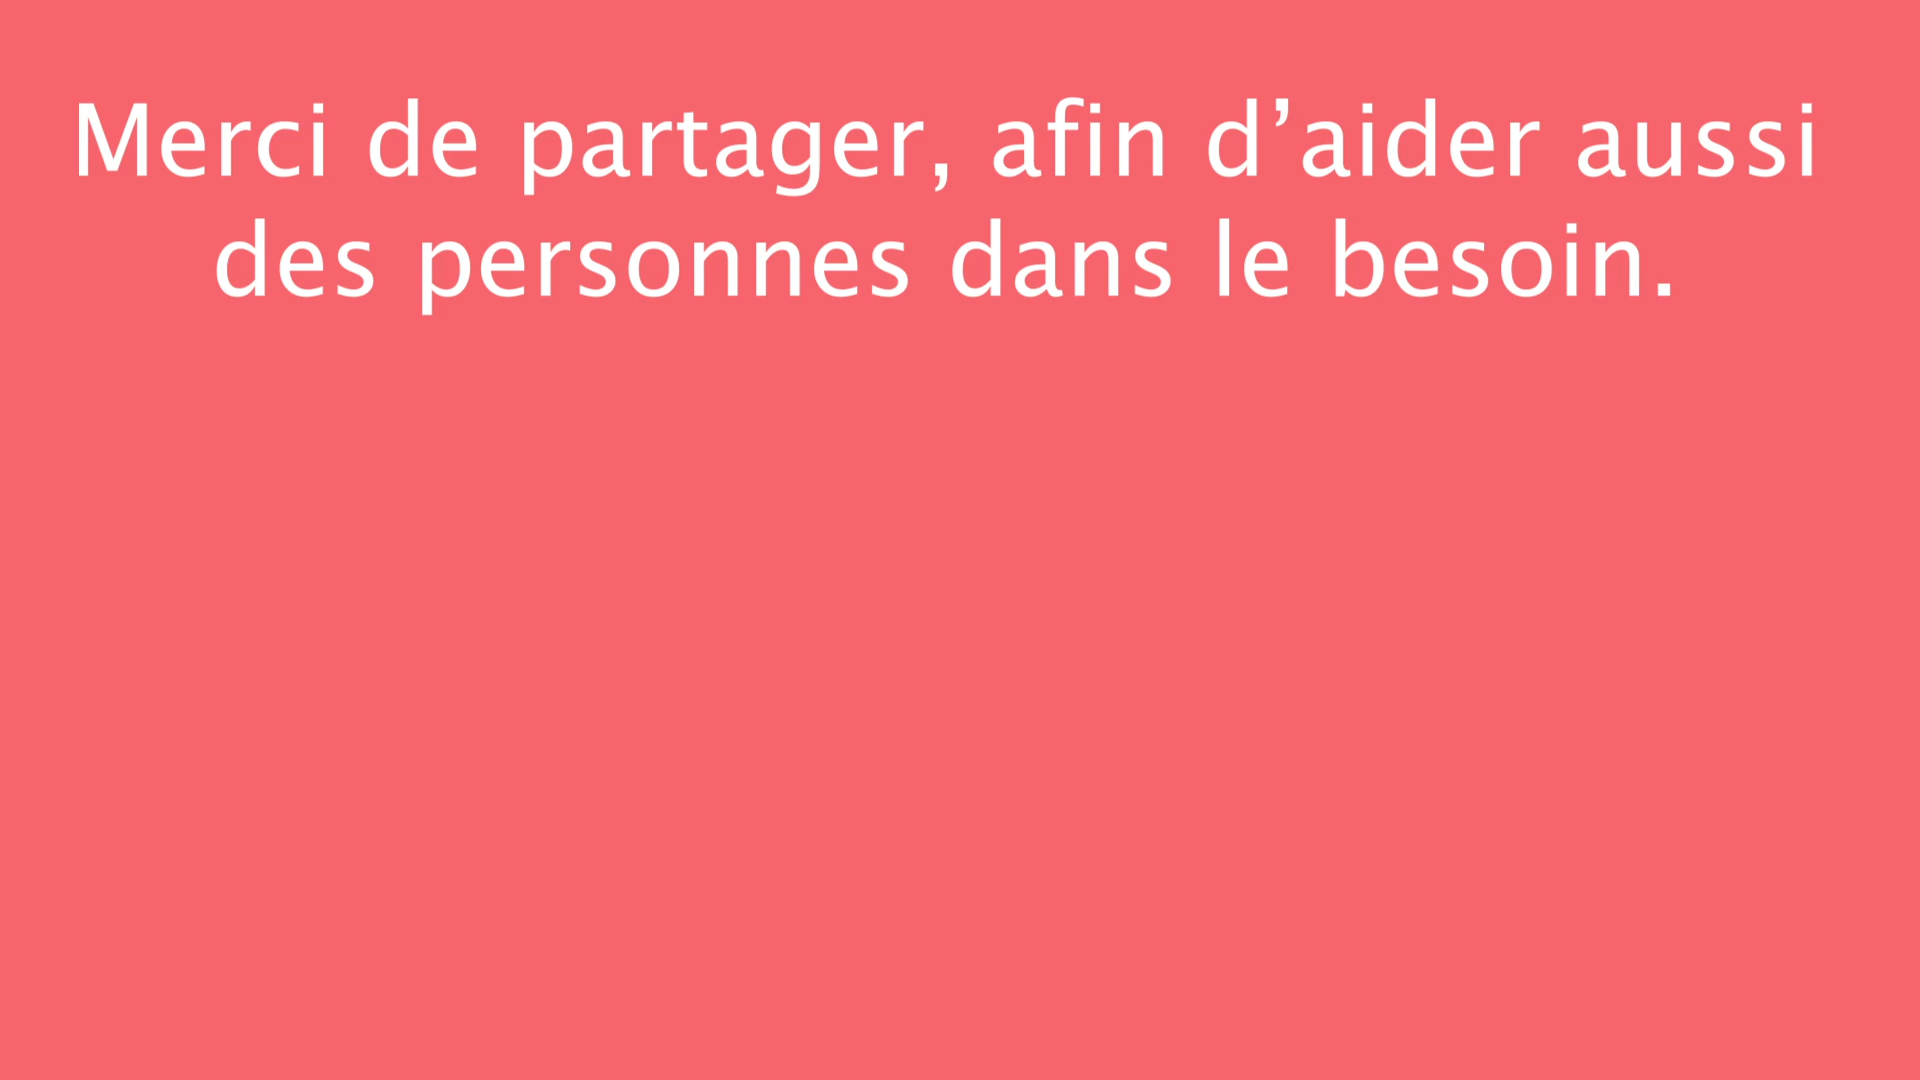 Merci de partager, afin d’aider aussi
des personnes dans le besoin.